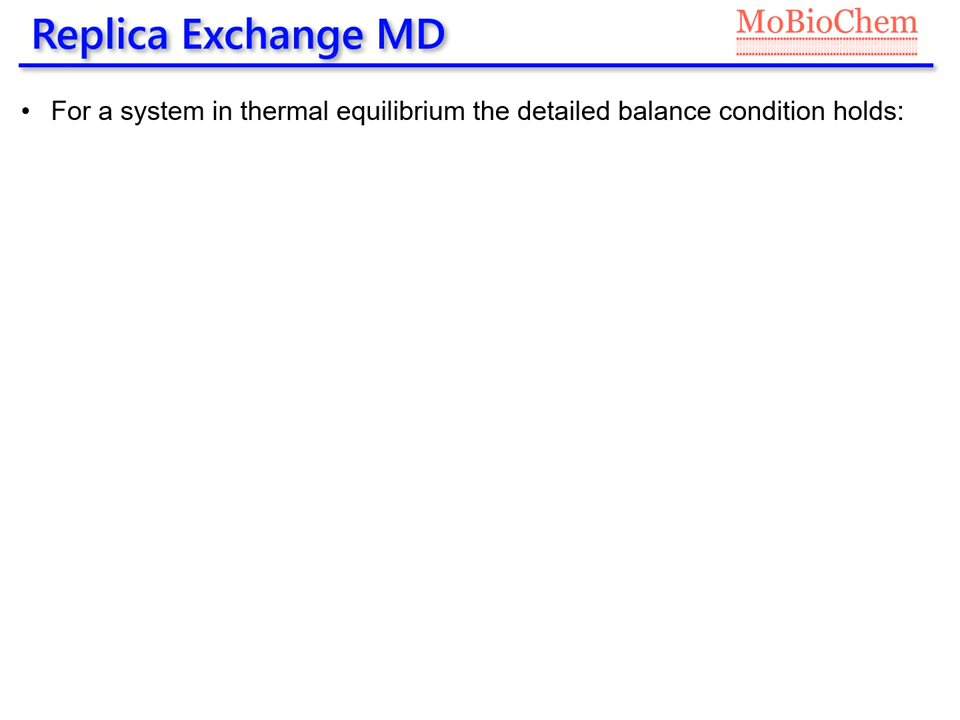 Replica Exchange MD
MoBioChem
• For a system in thermal equilibrium the detailed balance condition holds: